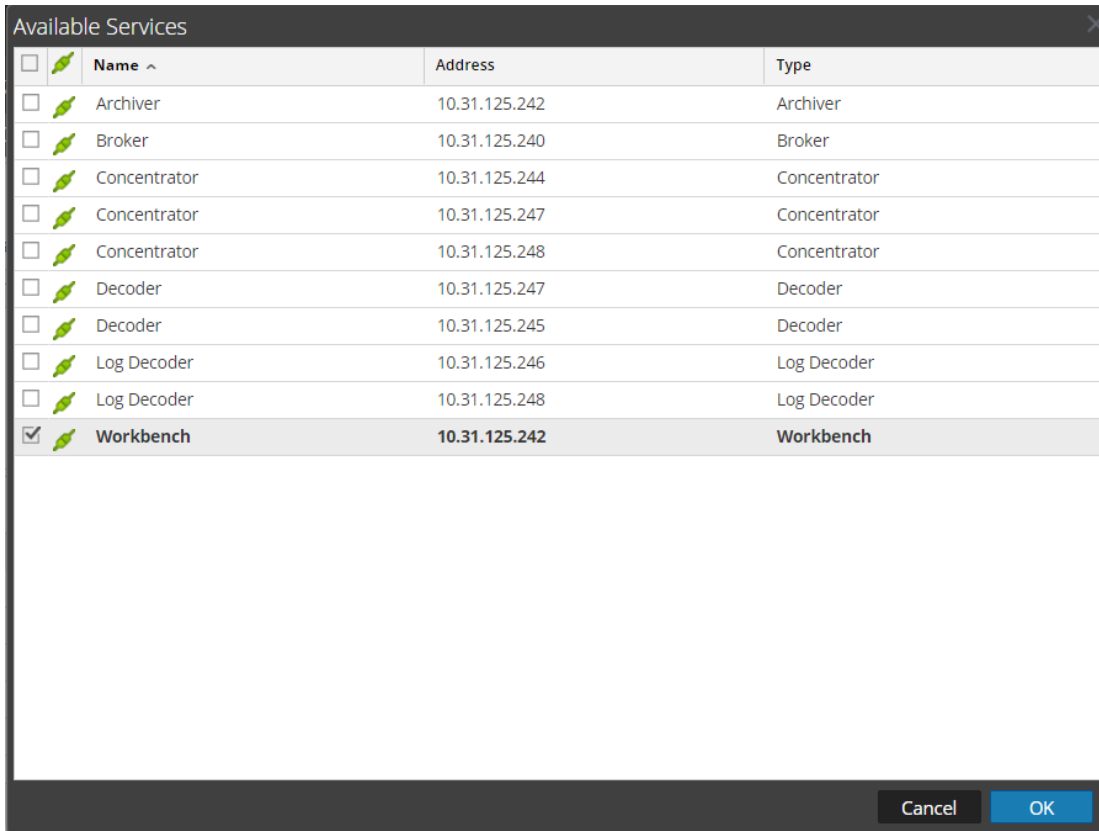 Available Services
Name Address Type
Archiver 10.31.125.242 Archiver
Broker 10.31.125.240 Broker
Concentrator 10.31.125.244 Concentrator
Concentrator 10.31.125.247 Concentrator
Concentrator 10.31.125.248 Concentrator
Decoder 10.31.125.247 Decoder
Decoder 10.31.125.245 Decoder
Log Decoder 10.31.125.246 Log Decoder
Log Decoder 10.31.125.248 Log Decoder
Workbench 10.31.125.242 Workbench
Cancel OK